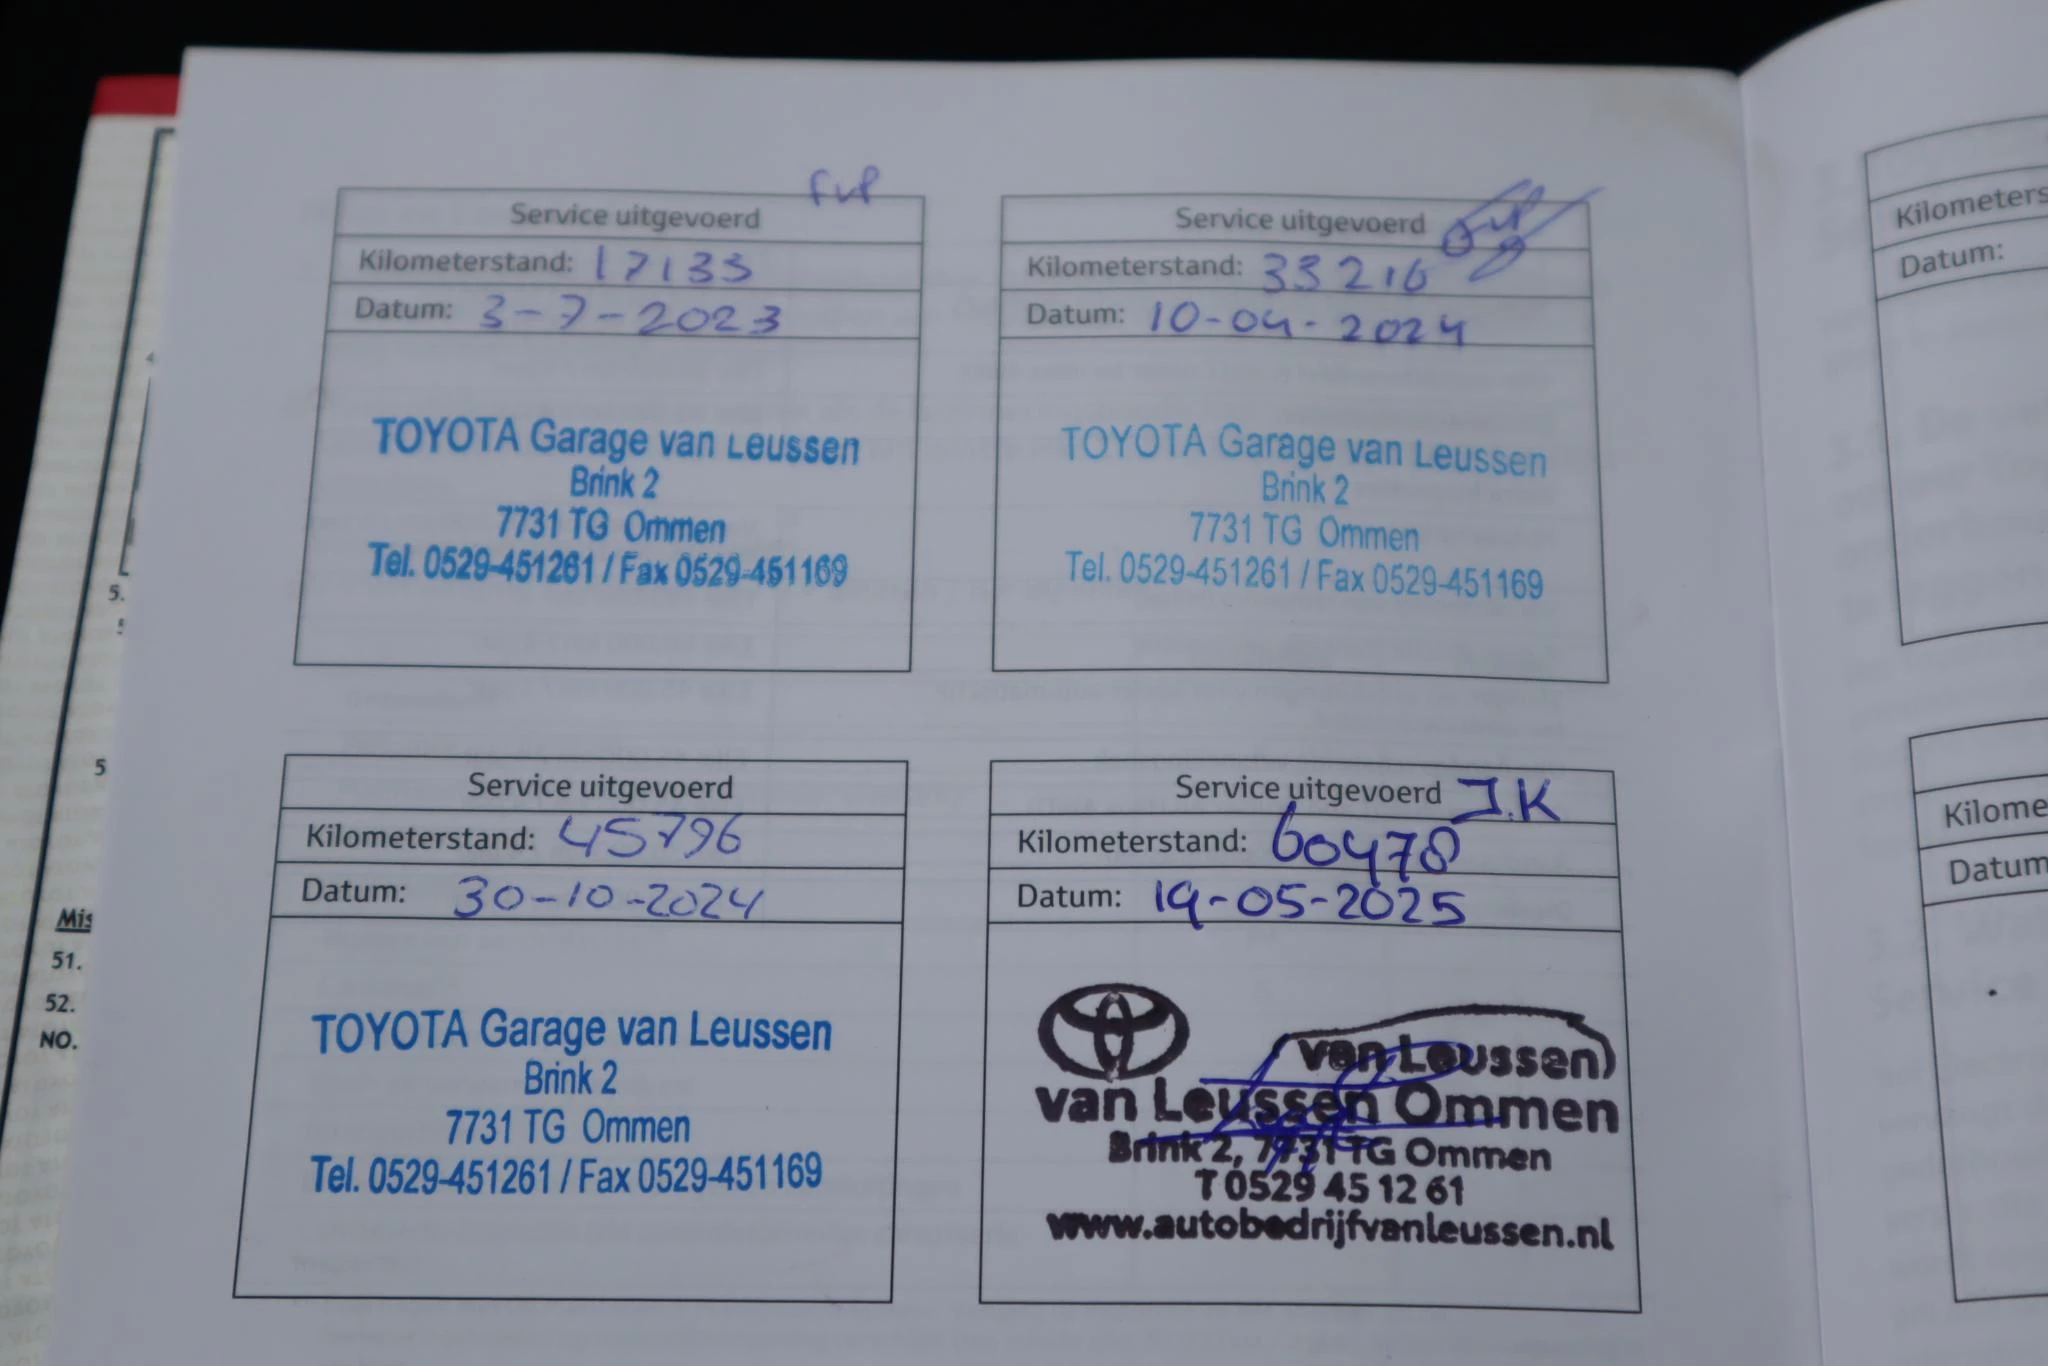 FvP
Service uitgevoerd
Kilometerstand: 17133
Datum: 3-7-2023
TOYOTA Garage van Leussen
Brink 2
7731 TG Ommen
Tel. 0529-451261 / Fax 0529-451169
Service uitgevoerd
Kilometerstand: 33216
Datum: 10-04-2024
TOYOTA Garage van Leussen
Brink 2
7731 TG Ommen
Tel. 0529-451261 / Fax 0529-451169
Service uitgevoerd
Kilometerstand: 45796
Datum: 30-10-2024
TOYOTA Garage van Leussen
Brink 2
7731 TG Ommen
Tel. 0529-451261 / Fax 0529-451169
Service uitgevoerd J.K
Kilometerstand: 60478
Datum: 19-05-2025
van Leussen
van Leussen Ommen
Brink 2, 7731 TG Ommen
T 0529 45 12 61
www.autobedrijfvanleussen.nl
5.
5
51.
52.
NO.
Datum: